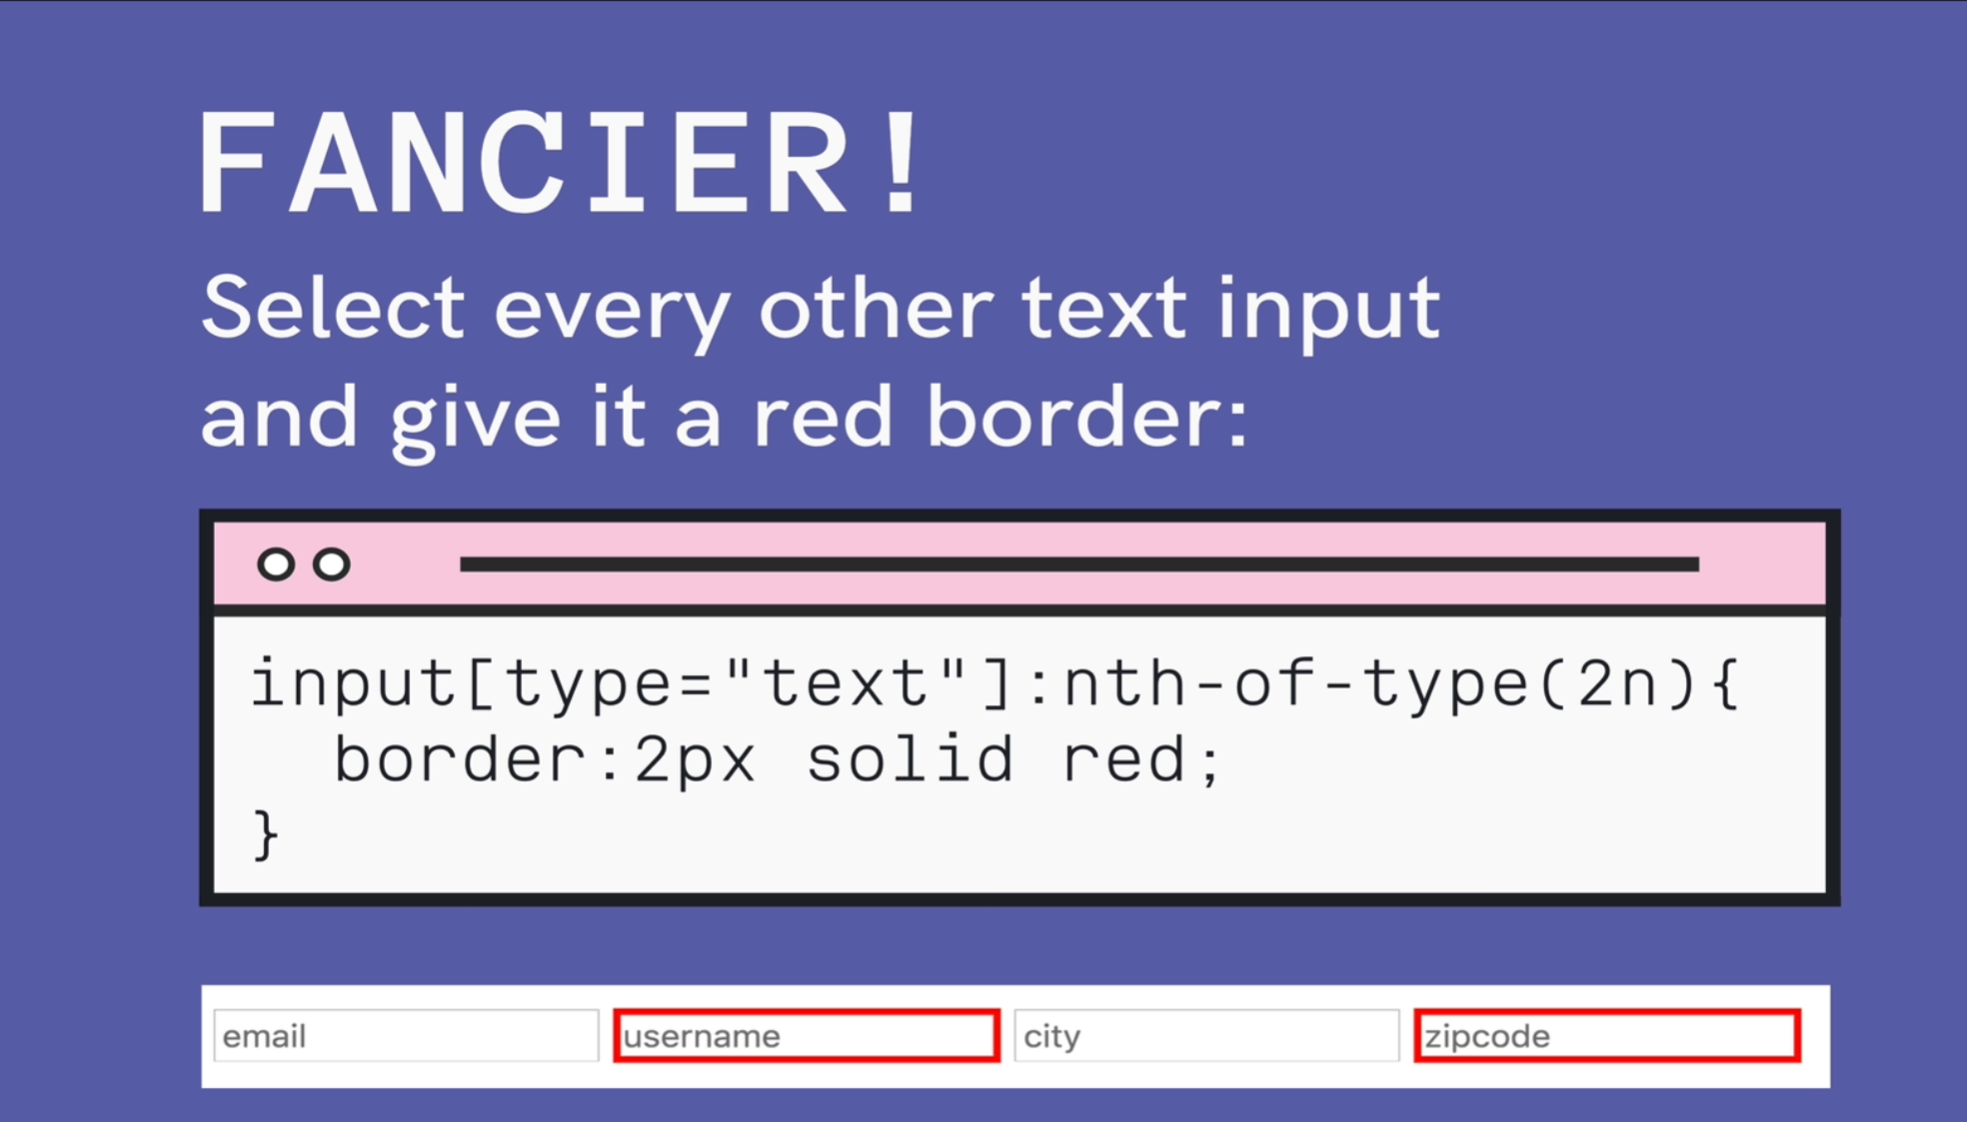 FANCIER!
Select every other text input
and give it a red border:
input[type="text"]:nth-of-type(2n){
  border:2px solid red;
}
email username city zipcode